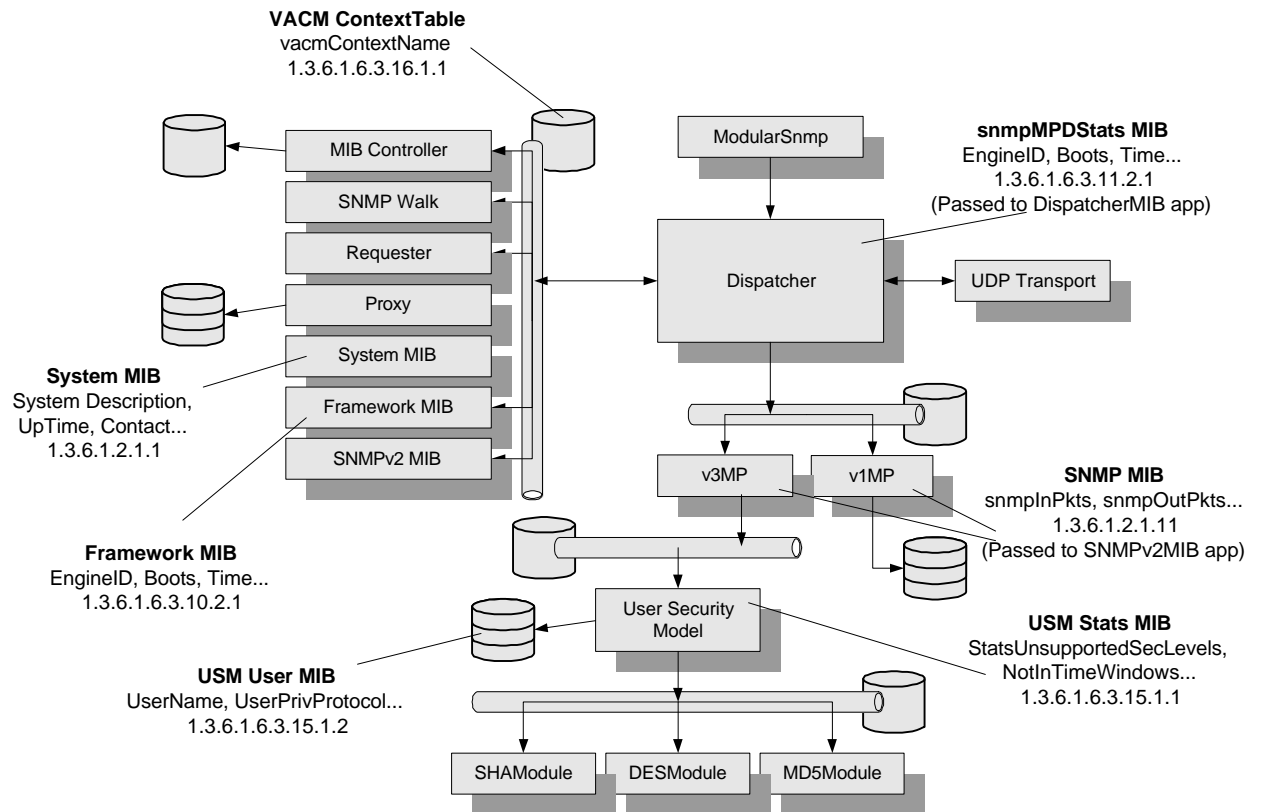 VACM ContextTable
vacmContextName
1.3.6.1.6.3.16.1.1
MIB Controller
SNMP Walk
Requester
Proxy
System MIB
Framework MIB
SNMPv2 MIB
ModularSnmp
Dispatcher
UDP Transport
snmpMPDStats MIB
EngineID, Boots, Time...
1.3.6.1.6.3.11.2.1
(Passed to DispatcherMIB app)
System MIB
System Description,
UpTime, Contact...
1.3.6.1.2.1.1
Framework MIB
EngineID, Boots, Time...
1.3.6.1.6.3.10.2.1
v3MP
v1MP
SNMP MIB
snmpInPkts, snmpOutPkts...
1.3.6.1.2.1.11
(Passed to SNMPv2MIB app)
User Security
Model
USM User MIB
UserName, UserPrivProtocol...
1.3.6.1.6.3.15.1.2
USM Stats MIB
StatsUnsupportedSecLevels,
NotInTimeWindows...
1.3.6.1.6.3.15.1.1
SHAModule
DESModule
MD5Module